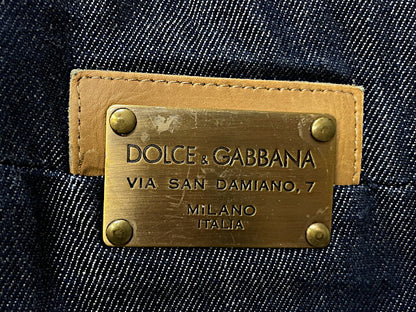 DOLCE & GABBANA
VIA SAN DAMIANO, 7
MiLANO
ITALIA